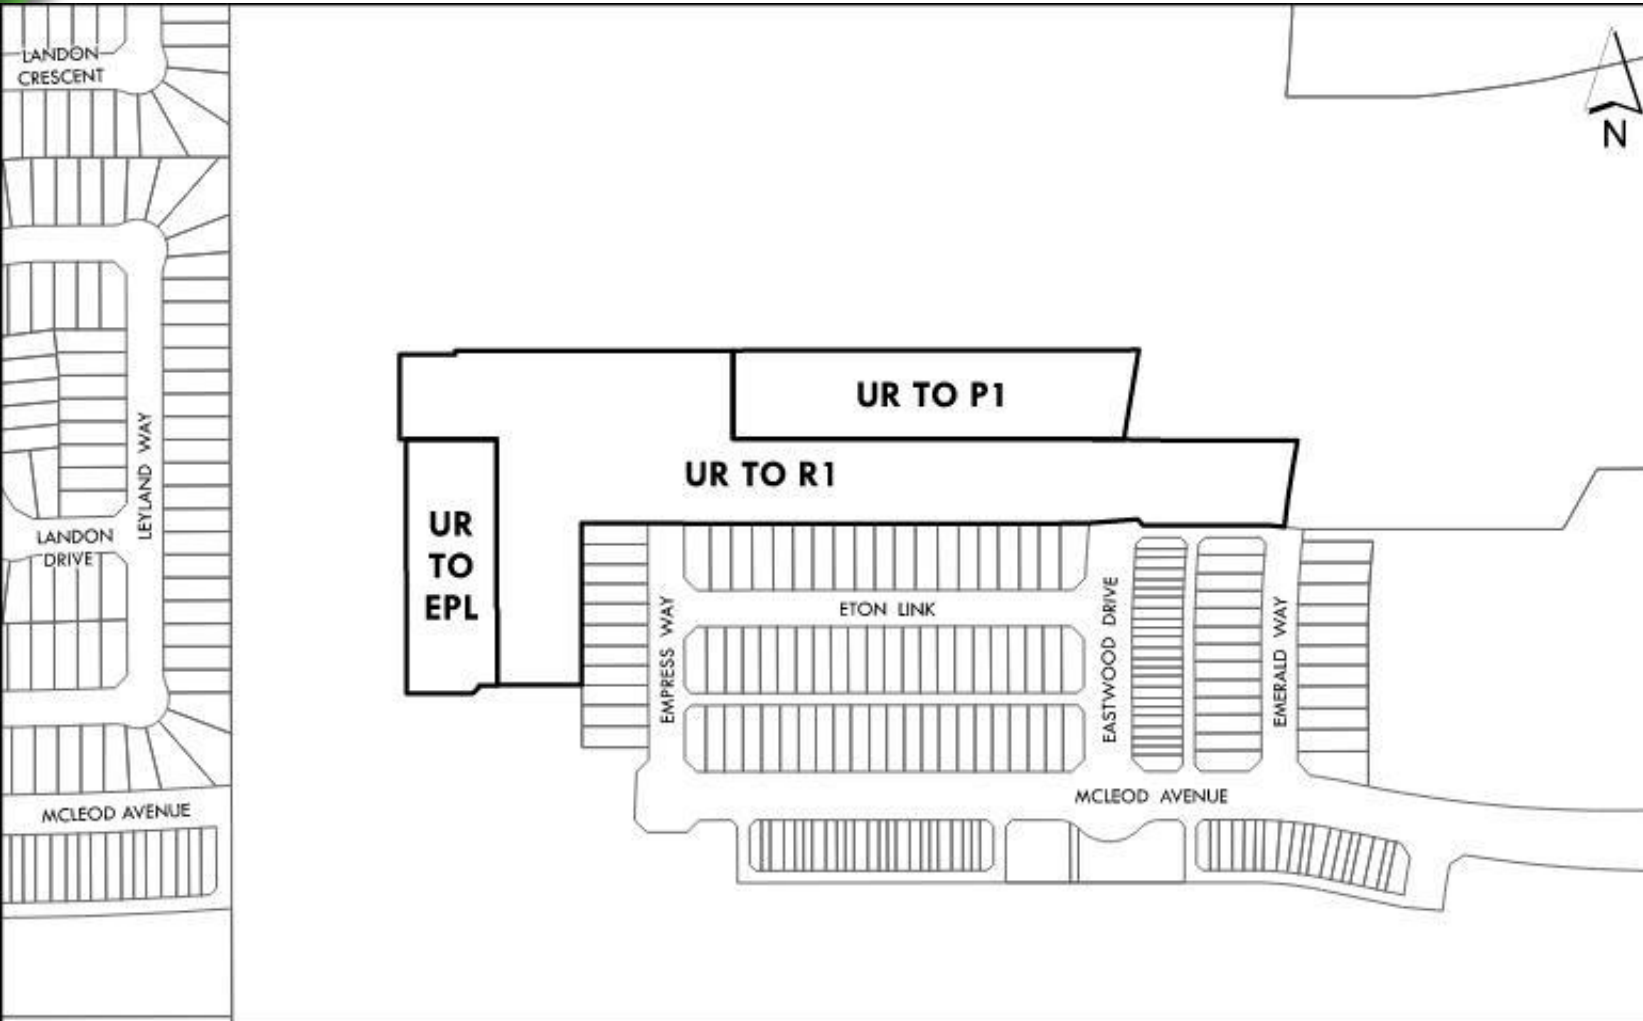 LANDON
CRESCENT
N
UR TO P1
UR TO R1
LEYLAND WAY
UR
TO
EPL
LANDON
DRIVE
ETON LINK
EMPRESS WAY
EASTWOOD DRIVE
EMERALD WAY
MCLEOD AVENUE
MCLEOD AVENUE